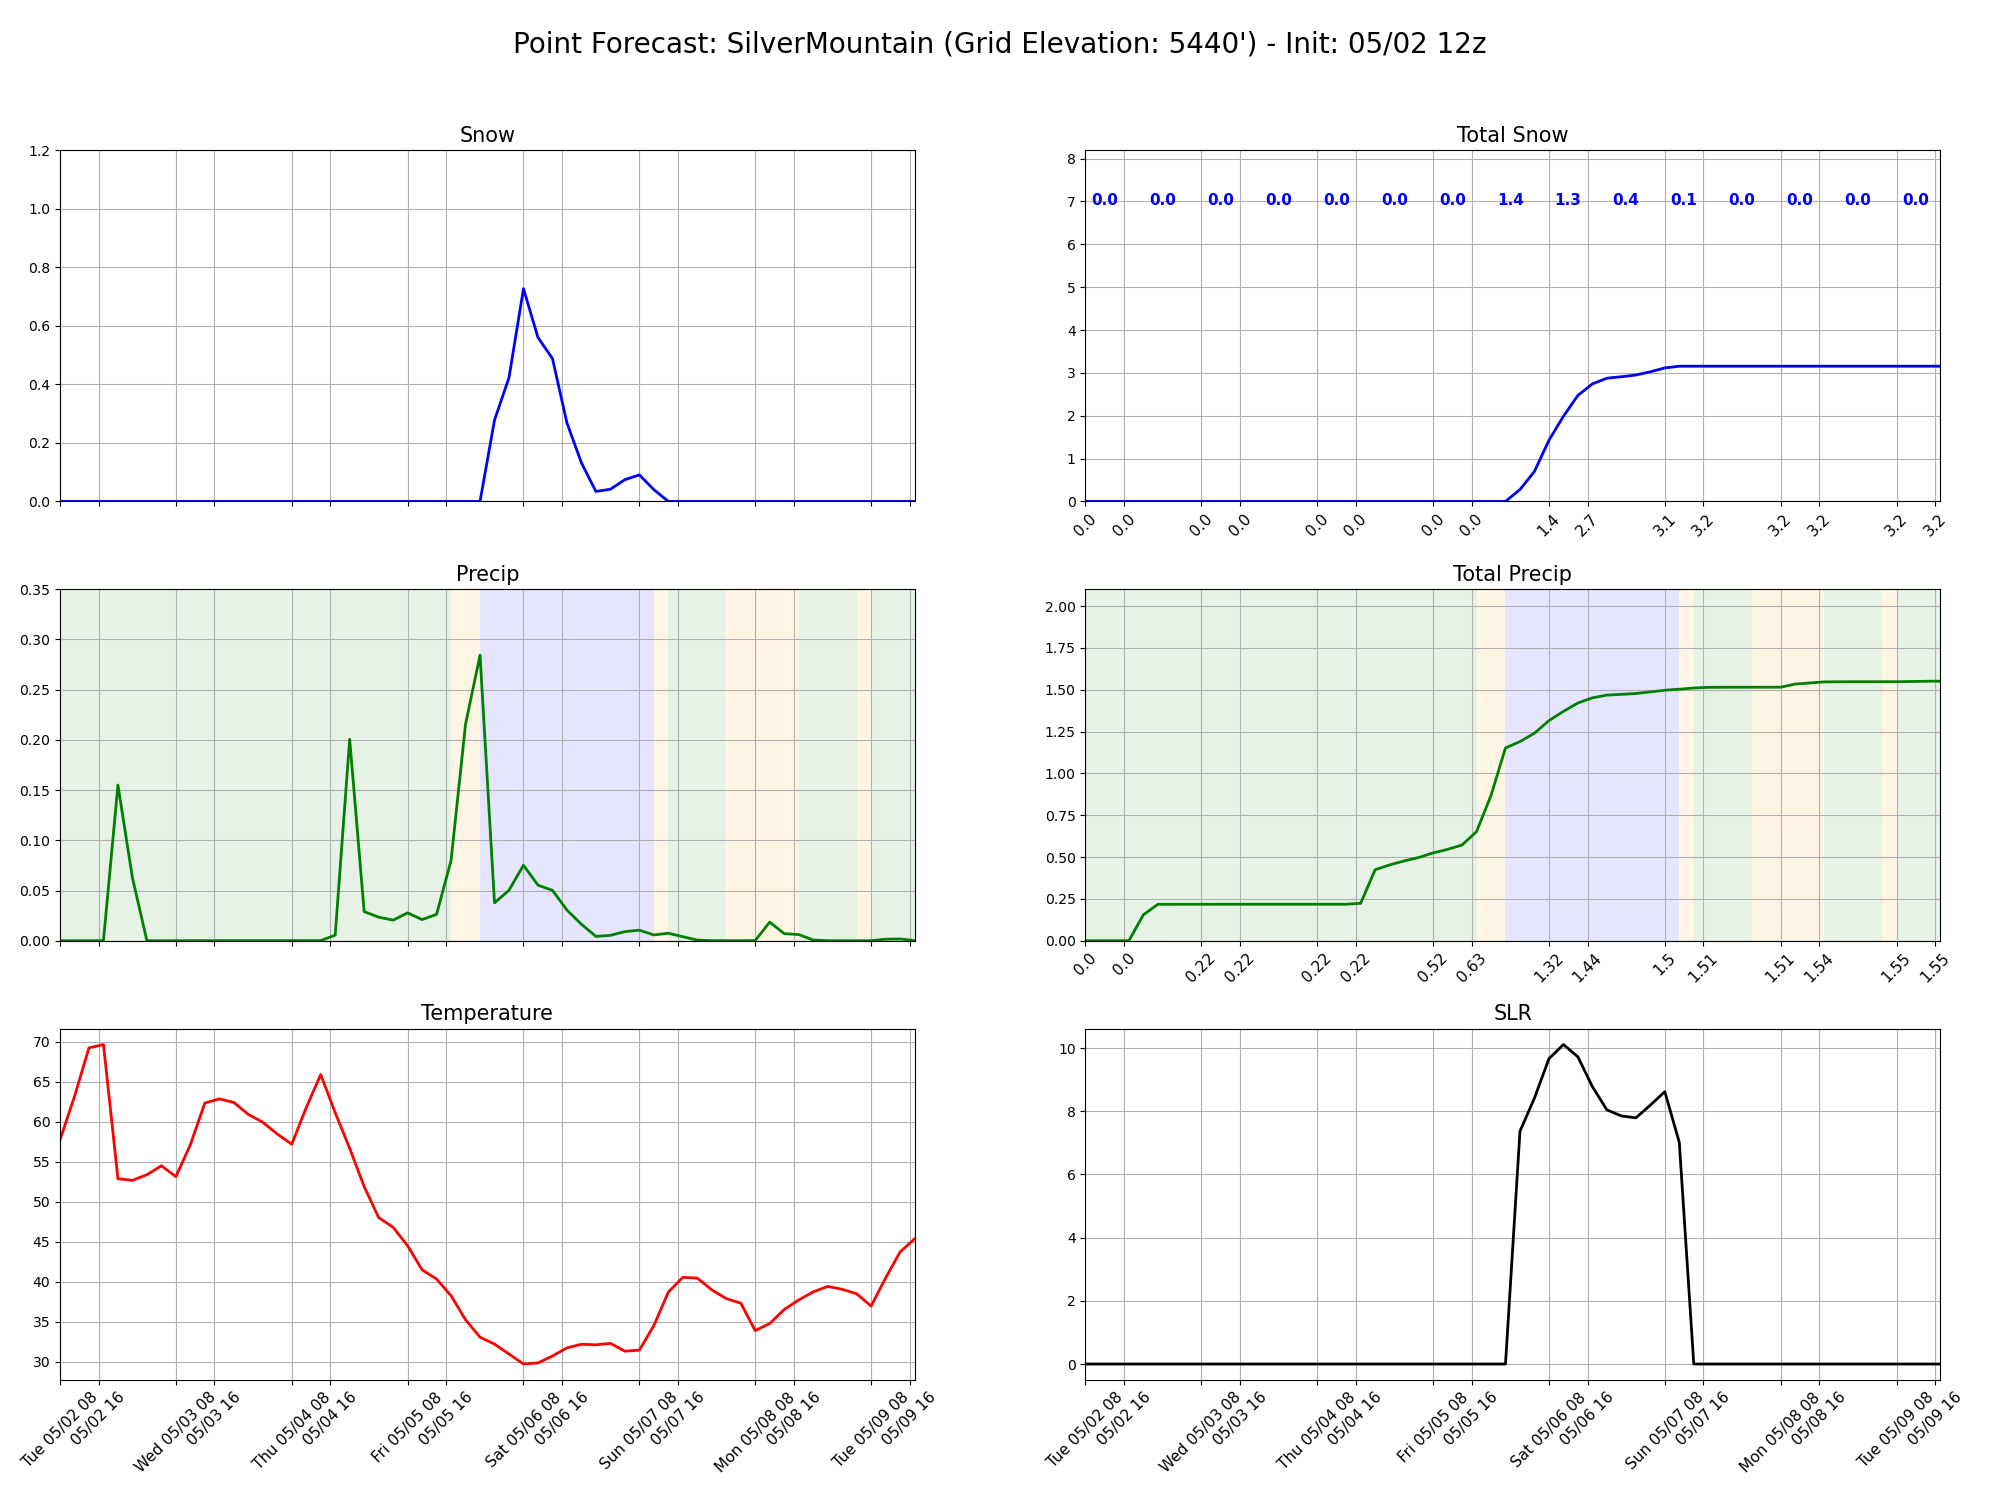 Point Forecast: SilverMountain (Grid Elevation: 5440') - Init: 05/02 12z
Snow
1.2
1.0
0.8
0.6
0.4
0.2
0.0
Total Snow
8
7
6
5
4
3
2
1
0
0.0 0.0 0.0 0.0 0.0 0.0 0.0 1.4 1.3 0.4 0.1 0.0 0.0 0.0 0.0
0.0 0.0 0.0 0.0 0.0 0.0 0.0 0.0 1.4 2.7 3.1 3.2 3.2 3.2 3.2 3.2
Precip
0.35
0.30
0.25
0.20
0.15
0.10
0.05
0.00
Total Precip
2.00
1.75
1.50
1.25
1.00
0.75
0.50
0.25
0.00
0.0 0.0 0.22 0.22 0.22 0.22 0.52 0.63 1.32 1.44 1.5 1.51 1.51 1.54 1.55 1.55
Temperature
70
65
60
55
50
45
40
35
30
Tue 05/02 08
05/02 16
Wed 05/03 08
05/03 16
Thu 05/04 08
05/04 16
Fri 05/05 08
05/05 16
Sat 05/06 08
05/06 16
Sun 05/07 08
05/07 16
Mon 05/08 08
05/08 16
Tue 05/09 08
05/09 16
SLR
10
8
6
4
2
0
Tue 05/02 08
05/02 16
Wed 05/03 08
05/03 16
Thu 05/04 08
05/04 16
Fri 05/05 08
05/05 16
Sat 05/06 08
05/06 16
Sun 05/07 08
05/07 16
Mon 05/08 08
05/08 16
Tue 05/09 08
05/09 16